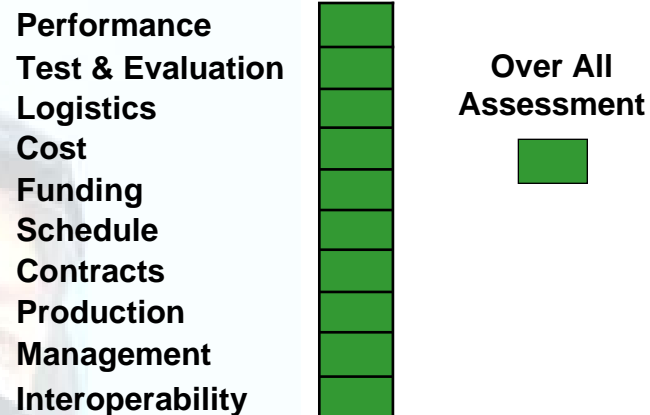 Performance
Test & Evaluation
Logistics
Cost
Funding
Schedule
Contracts
Production
Management
Interoperability
Over All
Assessment